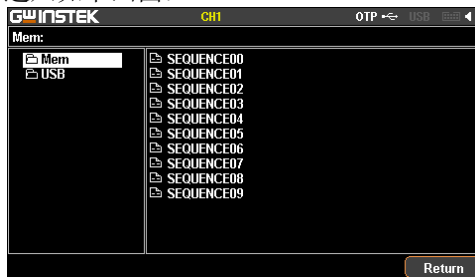 GWINSTEK CH1 OTP USB
Mem:
Mem
USB
SEQUENCE00
SEQUENCE01
SEQUENCE02
SEQUENCE03
SEQUENCE04
SEQUENCE05
SEQUENCE06
SEQUENCE07
SEQUENCE08
SEQUENCE09
Return